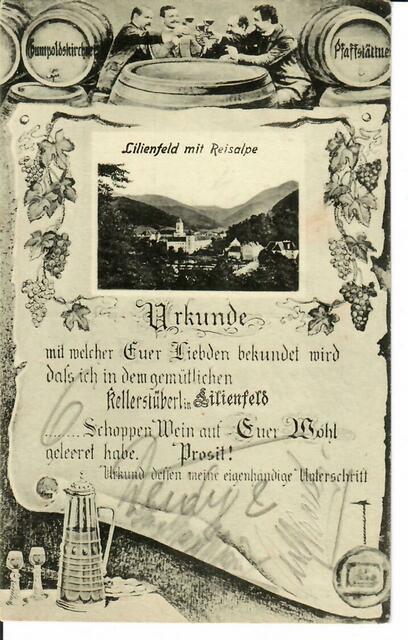 Gumpoldskirchner
Pfaffstättner
Lilienfeld mit Reisalpe
Urkunde
mit welcher Euer Liebden bekundet wird
daß ich in dem gemütlichen
Kellerstüberl in Lilienfeld
........Schoppen Wein auf Euer Wohl
geleeret habe. Prosit!
Urkund dessen meine eigenhändige Unterschrift